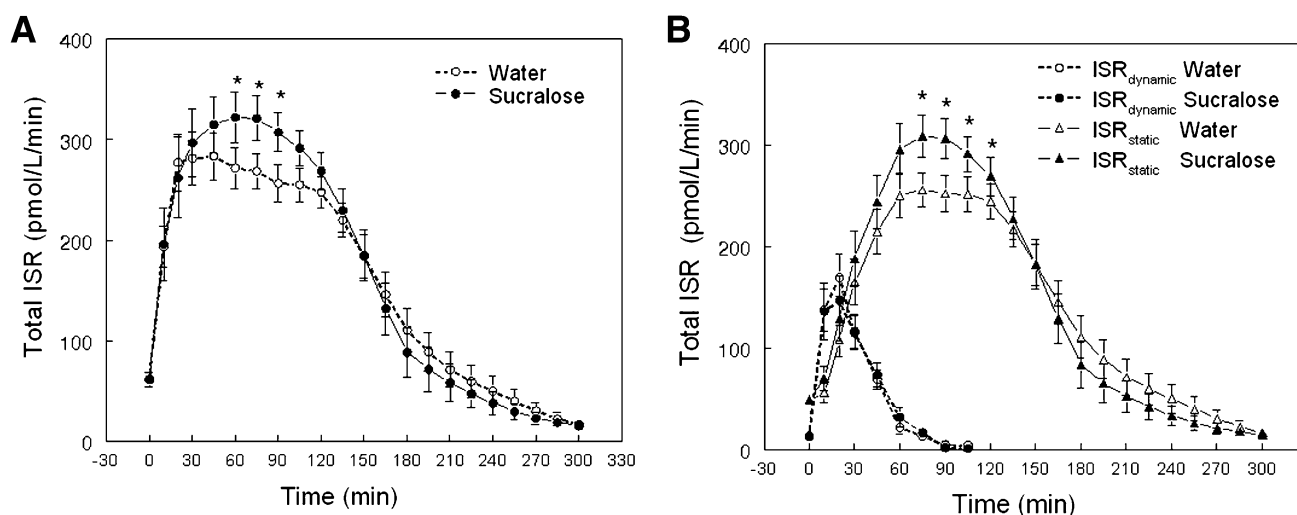 A
Total ISR (pmol/L/min)
400
300
200
100
0
* * *
Water
Sucralose
-30 0 30 60 90 120 150 180 210 240 270 300 330
Time (min)
B
Total ISR (pmol/L/min)
400
300
200
100
0
* * * *
ISRdynamic Water
ISRdynamic Sucralose
ISRstatic Water
ISRstatic Sucralose
-30 0 30 60 90 120 150 180 210 240 270 300
Time (min)